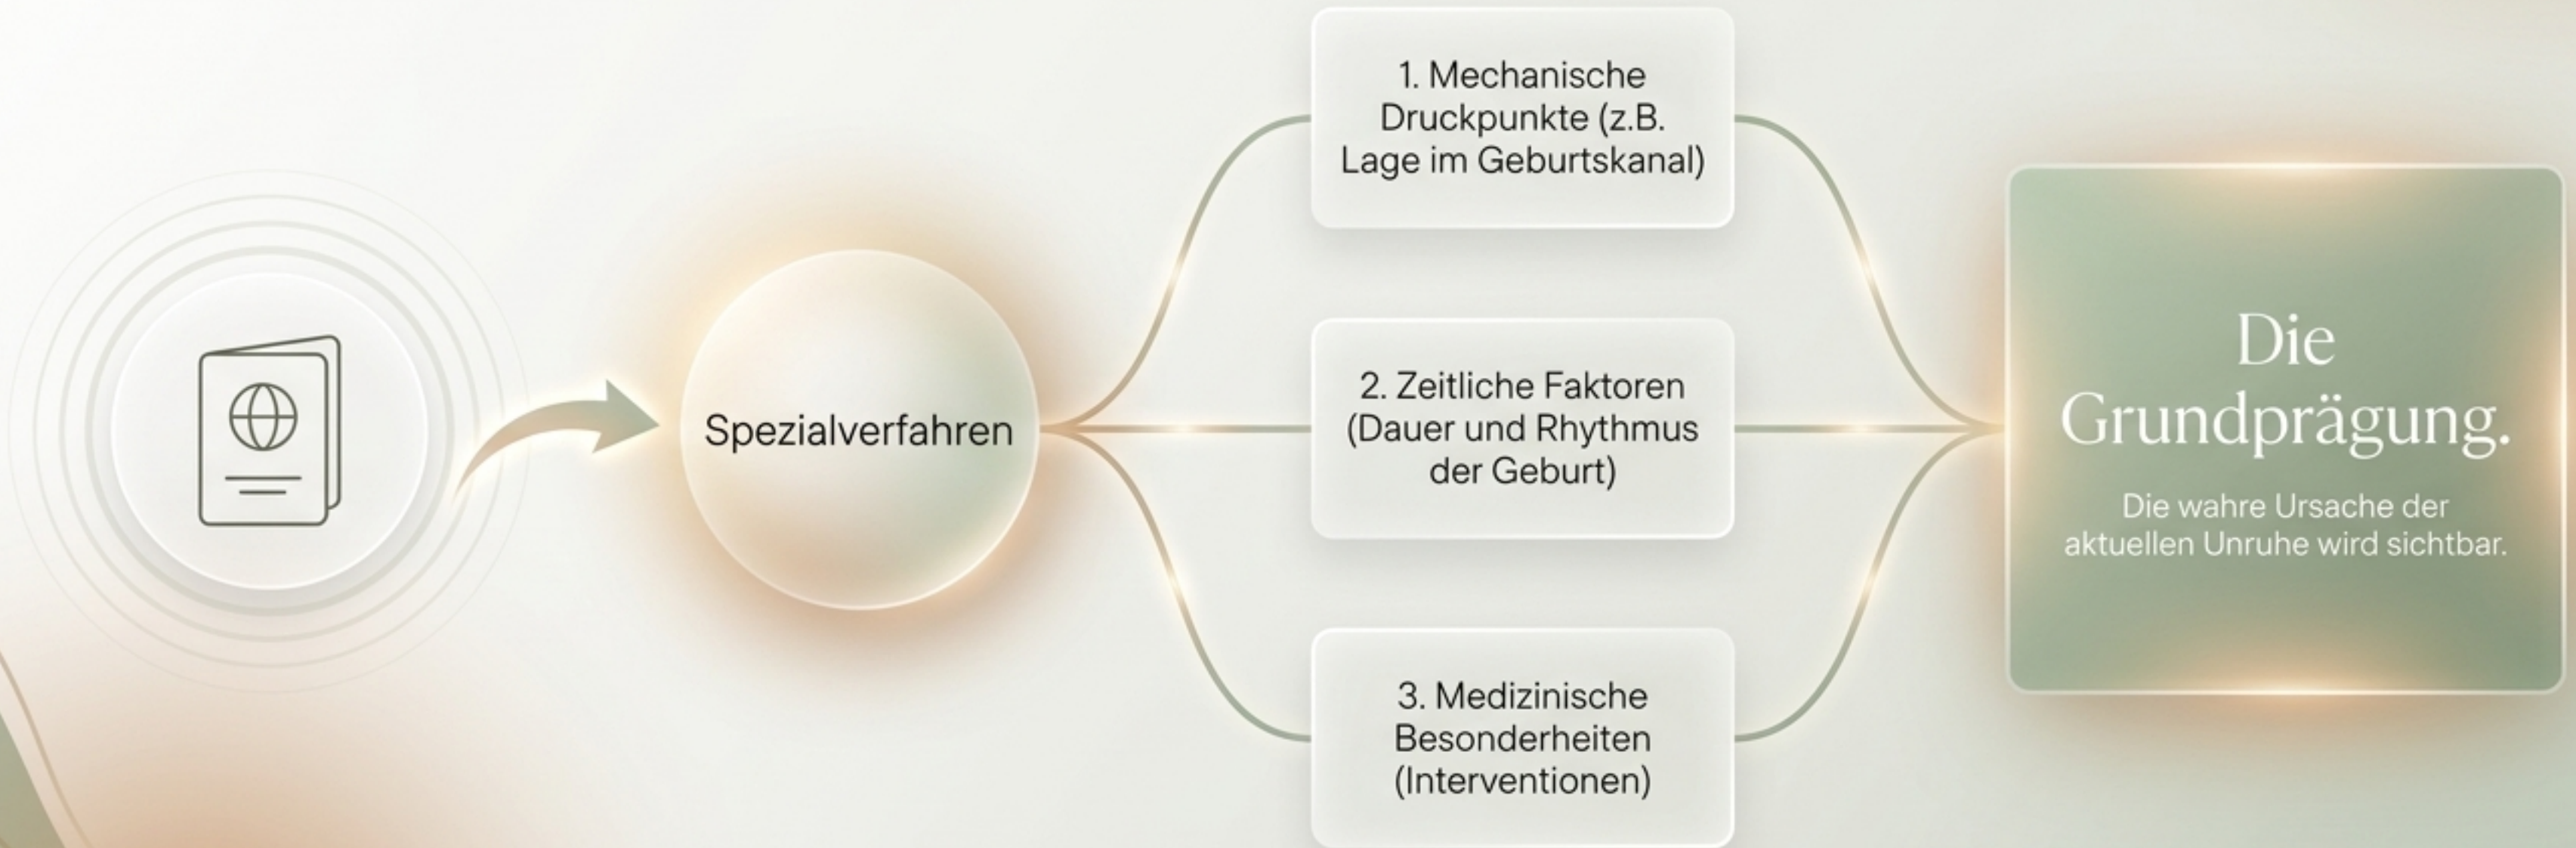 Spezialverfahren
1. Mechanische
Druckpunkte (z.B.
Lage im Geburtskanal)
2. Zeitliche Faktoren
(Dauer und Rhythmus
der Geburt)
3. Medizinische
Besonderheiten
(Interventionen)
Die
Grundprägung.
Die wahre Ursache der
aktuellen Unruhe wird sichtbar.